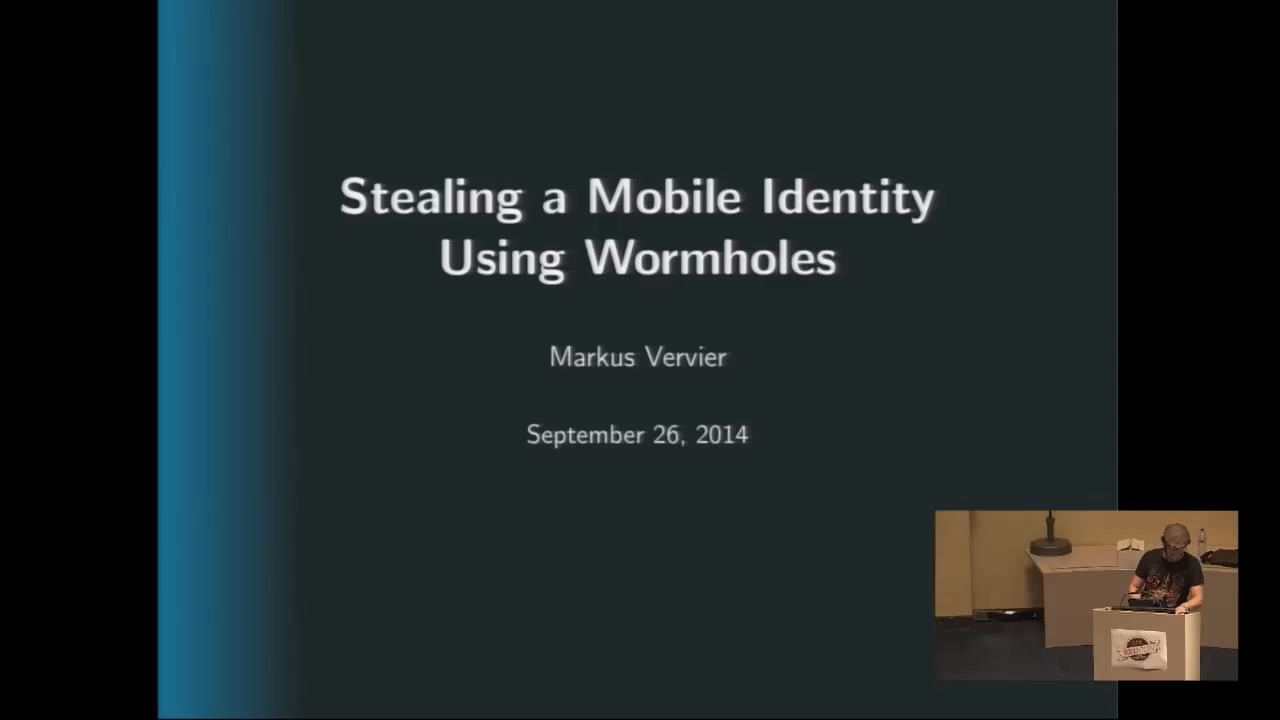 Stealing a Mobile Identity
Using Wormholes
Markus Vervier
September 26, 2014